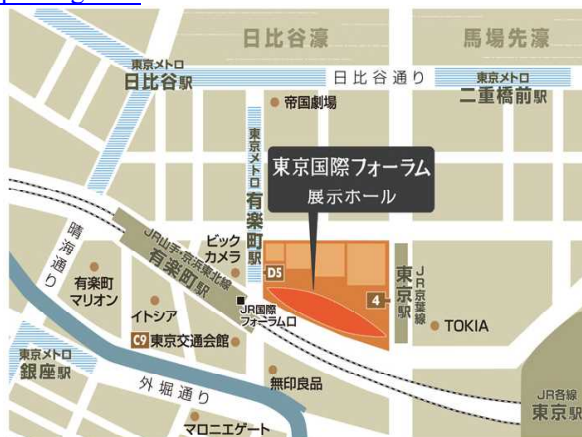 日比谷濠
馬場先濠
東京メトロ
日比谷駅
日比谷通り
東京メトロ
二重橋前駅
帝国劇場
東京メトロ
有楽町駅
東京国際フォーラム
展示ホール
晴海通り
JR山手・京浜東北線
有楽町駅
ビック
カメラ
D5
4
JR京葉線
東京駅
有楽町
マリオン
イトシア
JR国際
フォーラム口
TOKIA
C9 東京交通会館
東京メトロ
銀座駅
外堀通り
無印良品
マロニエゲート
JR各線
東京駅